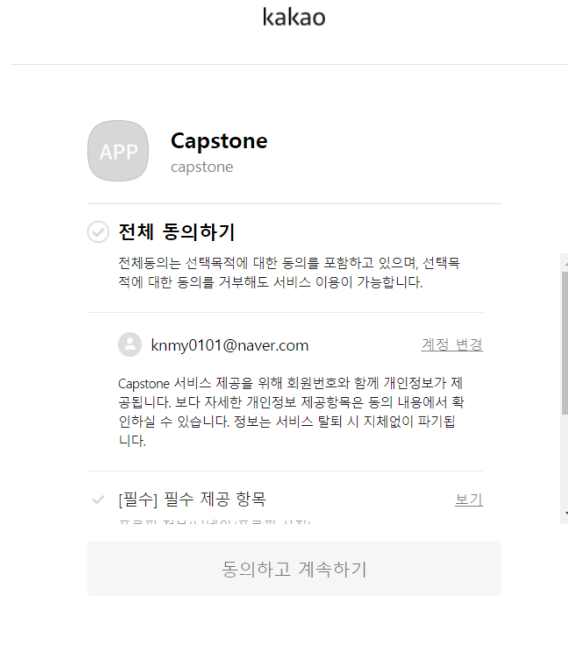 kakao
APP
Capstone
capstone
전체 동의하기
전체동의는 선택목적에 대한 동의를 포함하고 있으며, 선택목
적에 대한 동의를 거부해도 서비스 이용이 가능합니다.
knmy0101@naver.com 계정 변경
Capstone 서비스 제공을 위해 회원번호와 함께 개인정보가 제
공됩니다. 보다 자세한 개인정보 제공항목은 동의 내용에서 확
인하실 수 있습니다. 정보는 서비스 탈퇴 시 지체없이 파기됩
니다.
[필수] 필수 제공 항목 보기
동의하고 계속하기